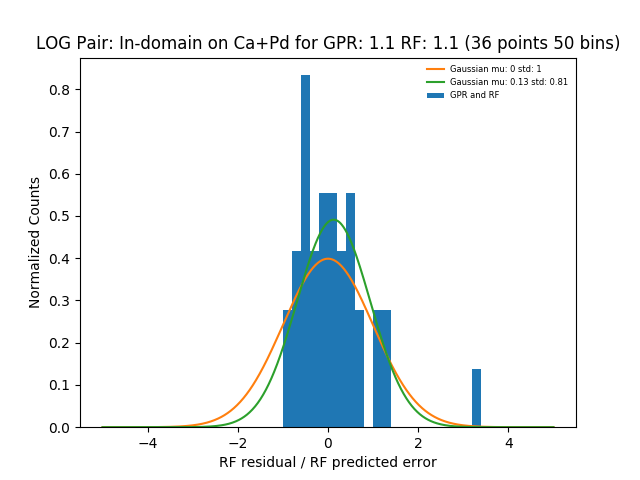 LOG Pair: In-domain on Ca+Pd for GPR: 1.1 RF: 1.1 (36 points 50 bins)
Gaussian mu: 0 std: 1
Gaussian mu: 0.13 std: 0.81
GPR and RF
Normalized Counts
0.8
0.7
0.6
0.5
0.4
0.3
0.2
0.1
0.0
−4 −2 0 2 4
RF residual / RF predicted error